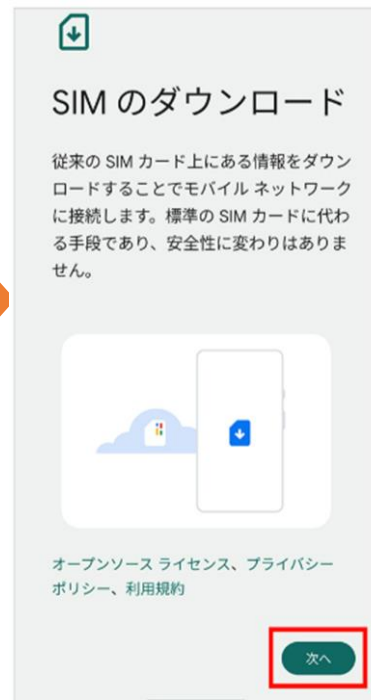 SIM のダウンロード
従来の SIM カード上にある情報をダウン
ロードすることでモバイル ネットワーク
に接続します。標準の SIM カードに代わ
る手段であり、安全性に変わりはありま
せん。
オープンソース ライセンス、プライバシー
ポリシー、利用規約
次へ